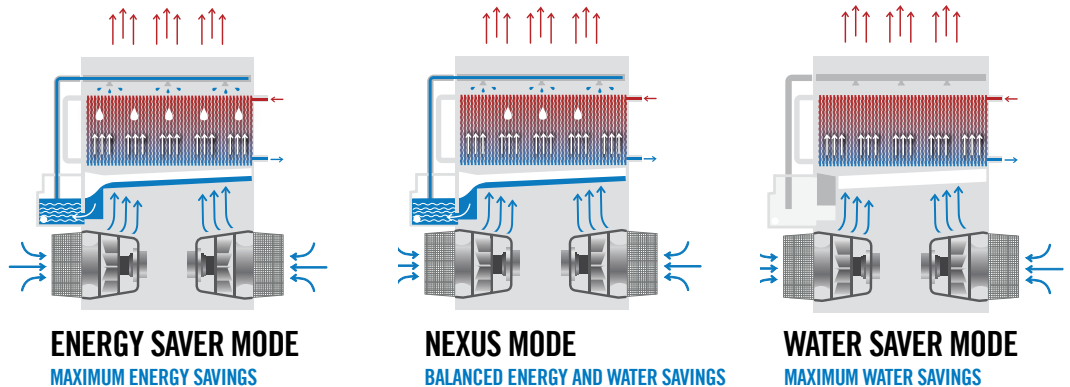 ENERGY SAVER MODE
MAXIMUM ENERGY SAVINGS
NEXUS MODE
BALANCED ENERGY AND WATER SAVINGS
WATER SAVER MODE
MAXIMUM WATER SAVINGS